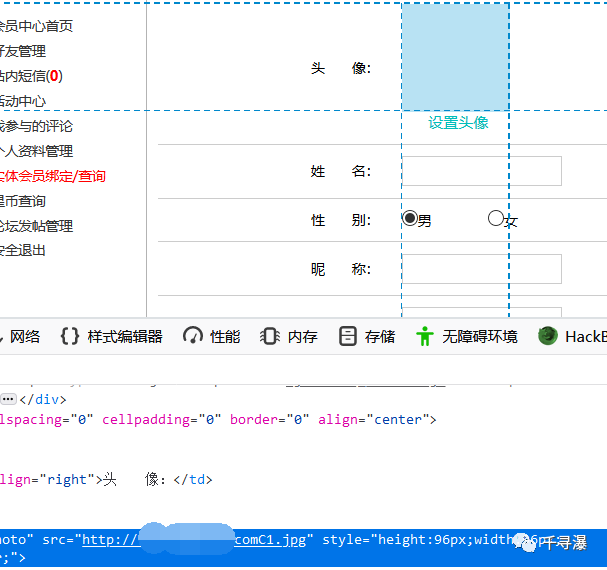 会员中心首页
好友管理
站内短信(0)
活动中心
我参与的评论
个人资料管理
实体会员绑定/查询
星币查询
论坛发帖管理
安全退出
头 像:
设置头像
姓 名:
性 别: 男 女
昵 称:
网络 {} 样式编辑器 性能 内存 存储 无障碍环境 HackB
</div>
llspacing="0" cellpadding="0" border="0" align="center">
lign="right">头 像：</td>
hoto" src="http:// comC1.jpg" style="height:96px;width
;">
千寻瀑